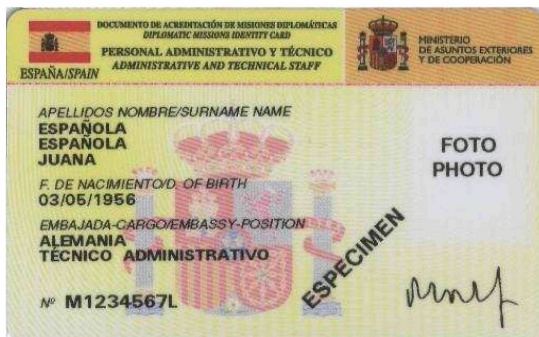 DOCUMENTO DE ACREDITACIÓN DE MISIONES DIPLOMÁTICAS
DIPLOMATIC MISSIONS IDENTITY CARD
PERSONAL ADMINISTRATIVO Y TÉCNICO
ADMINISTRATIVE AND TECHNICAL STAFF
ESPAÑA/SPAIN
MINISTERIO
DE ASUNTOS EXTERIORES
Y DE COOPERACIÓN
APELLIDOS NOMBRE/SURNAME NAME
ESPAÑOLA
ESPAÑOLA
JUANA
FOTO
PHOTO
F. DE NACIMIENTO/D. OF BIRTH
03/05/1956
EMBAJADA-CARGO/EMBASSY-POSITION
ALEMANIA
TÉCNICO ADMINISTRATIVO
ESPECIMEN
Nº M1234567L